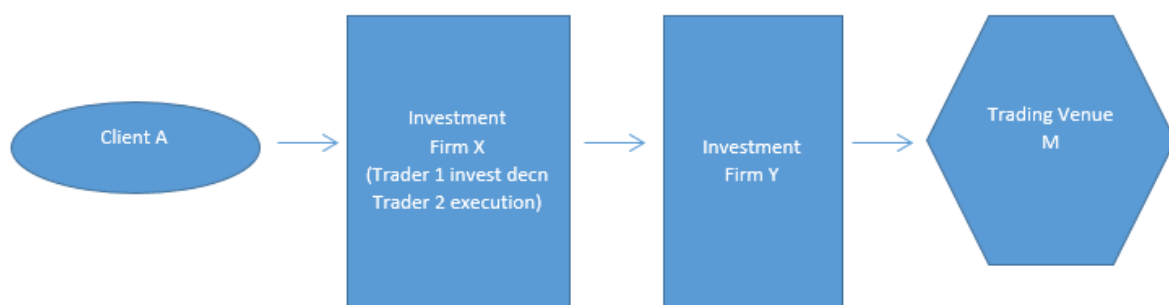 Client A
Investment
Firm X
(Trader 1 invest decn
Trader 2 execution)
Investment
Firm Y
Trading Venue
M